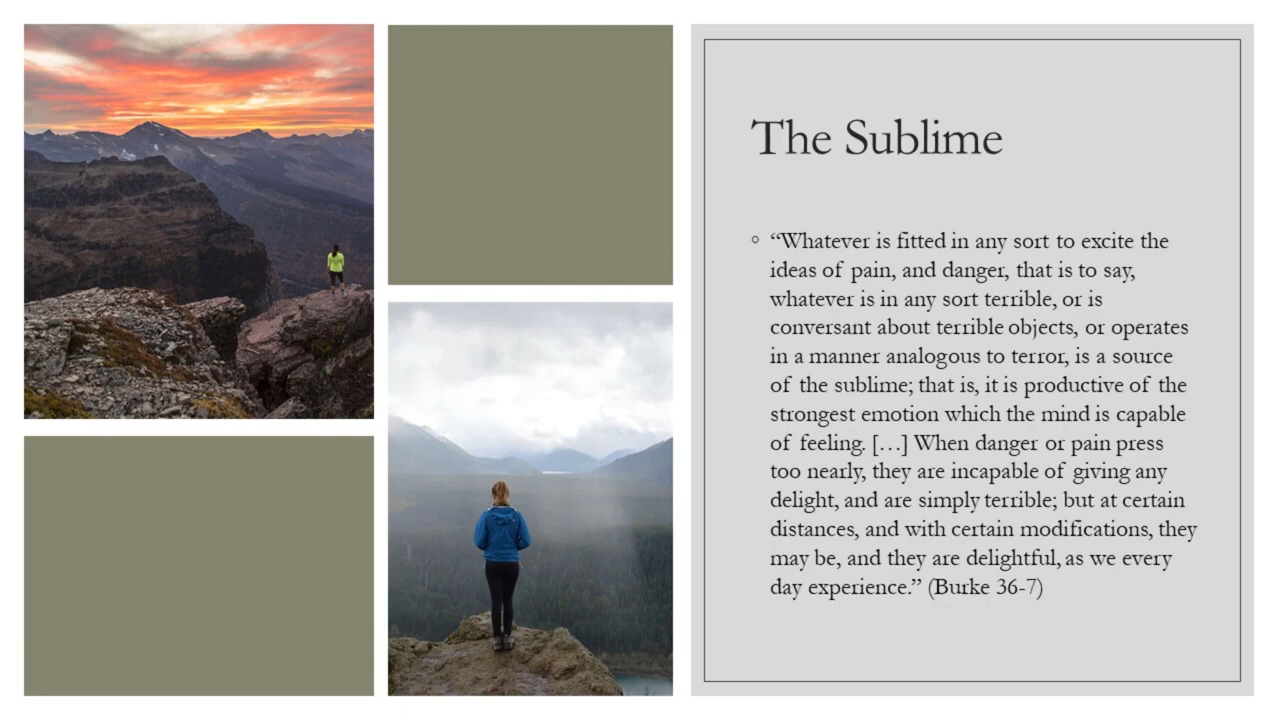 The Sublime
◦ “Whatever is fitted in any sort to excite the
ideas of pain, and danger, that is to say,
whatever is in any sort terrible, or is
conversant about terrible objects, or operates
in a manner analogous to terror, is a source
of the sublime; that is, it is productive of the
strongest emotion which the mind is capable
of feeling. […] When danger or pain press
too nearly, they are incapable of giving any
delight, and are simply terrible; but at certain
distances, and with certain modifications, they
may be, and they are delightful, as we every
day experience.” (Burke 36-7)